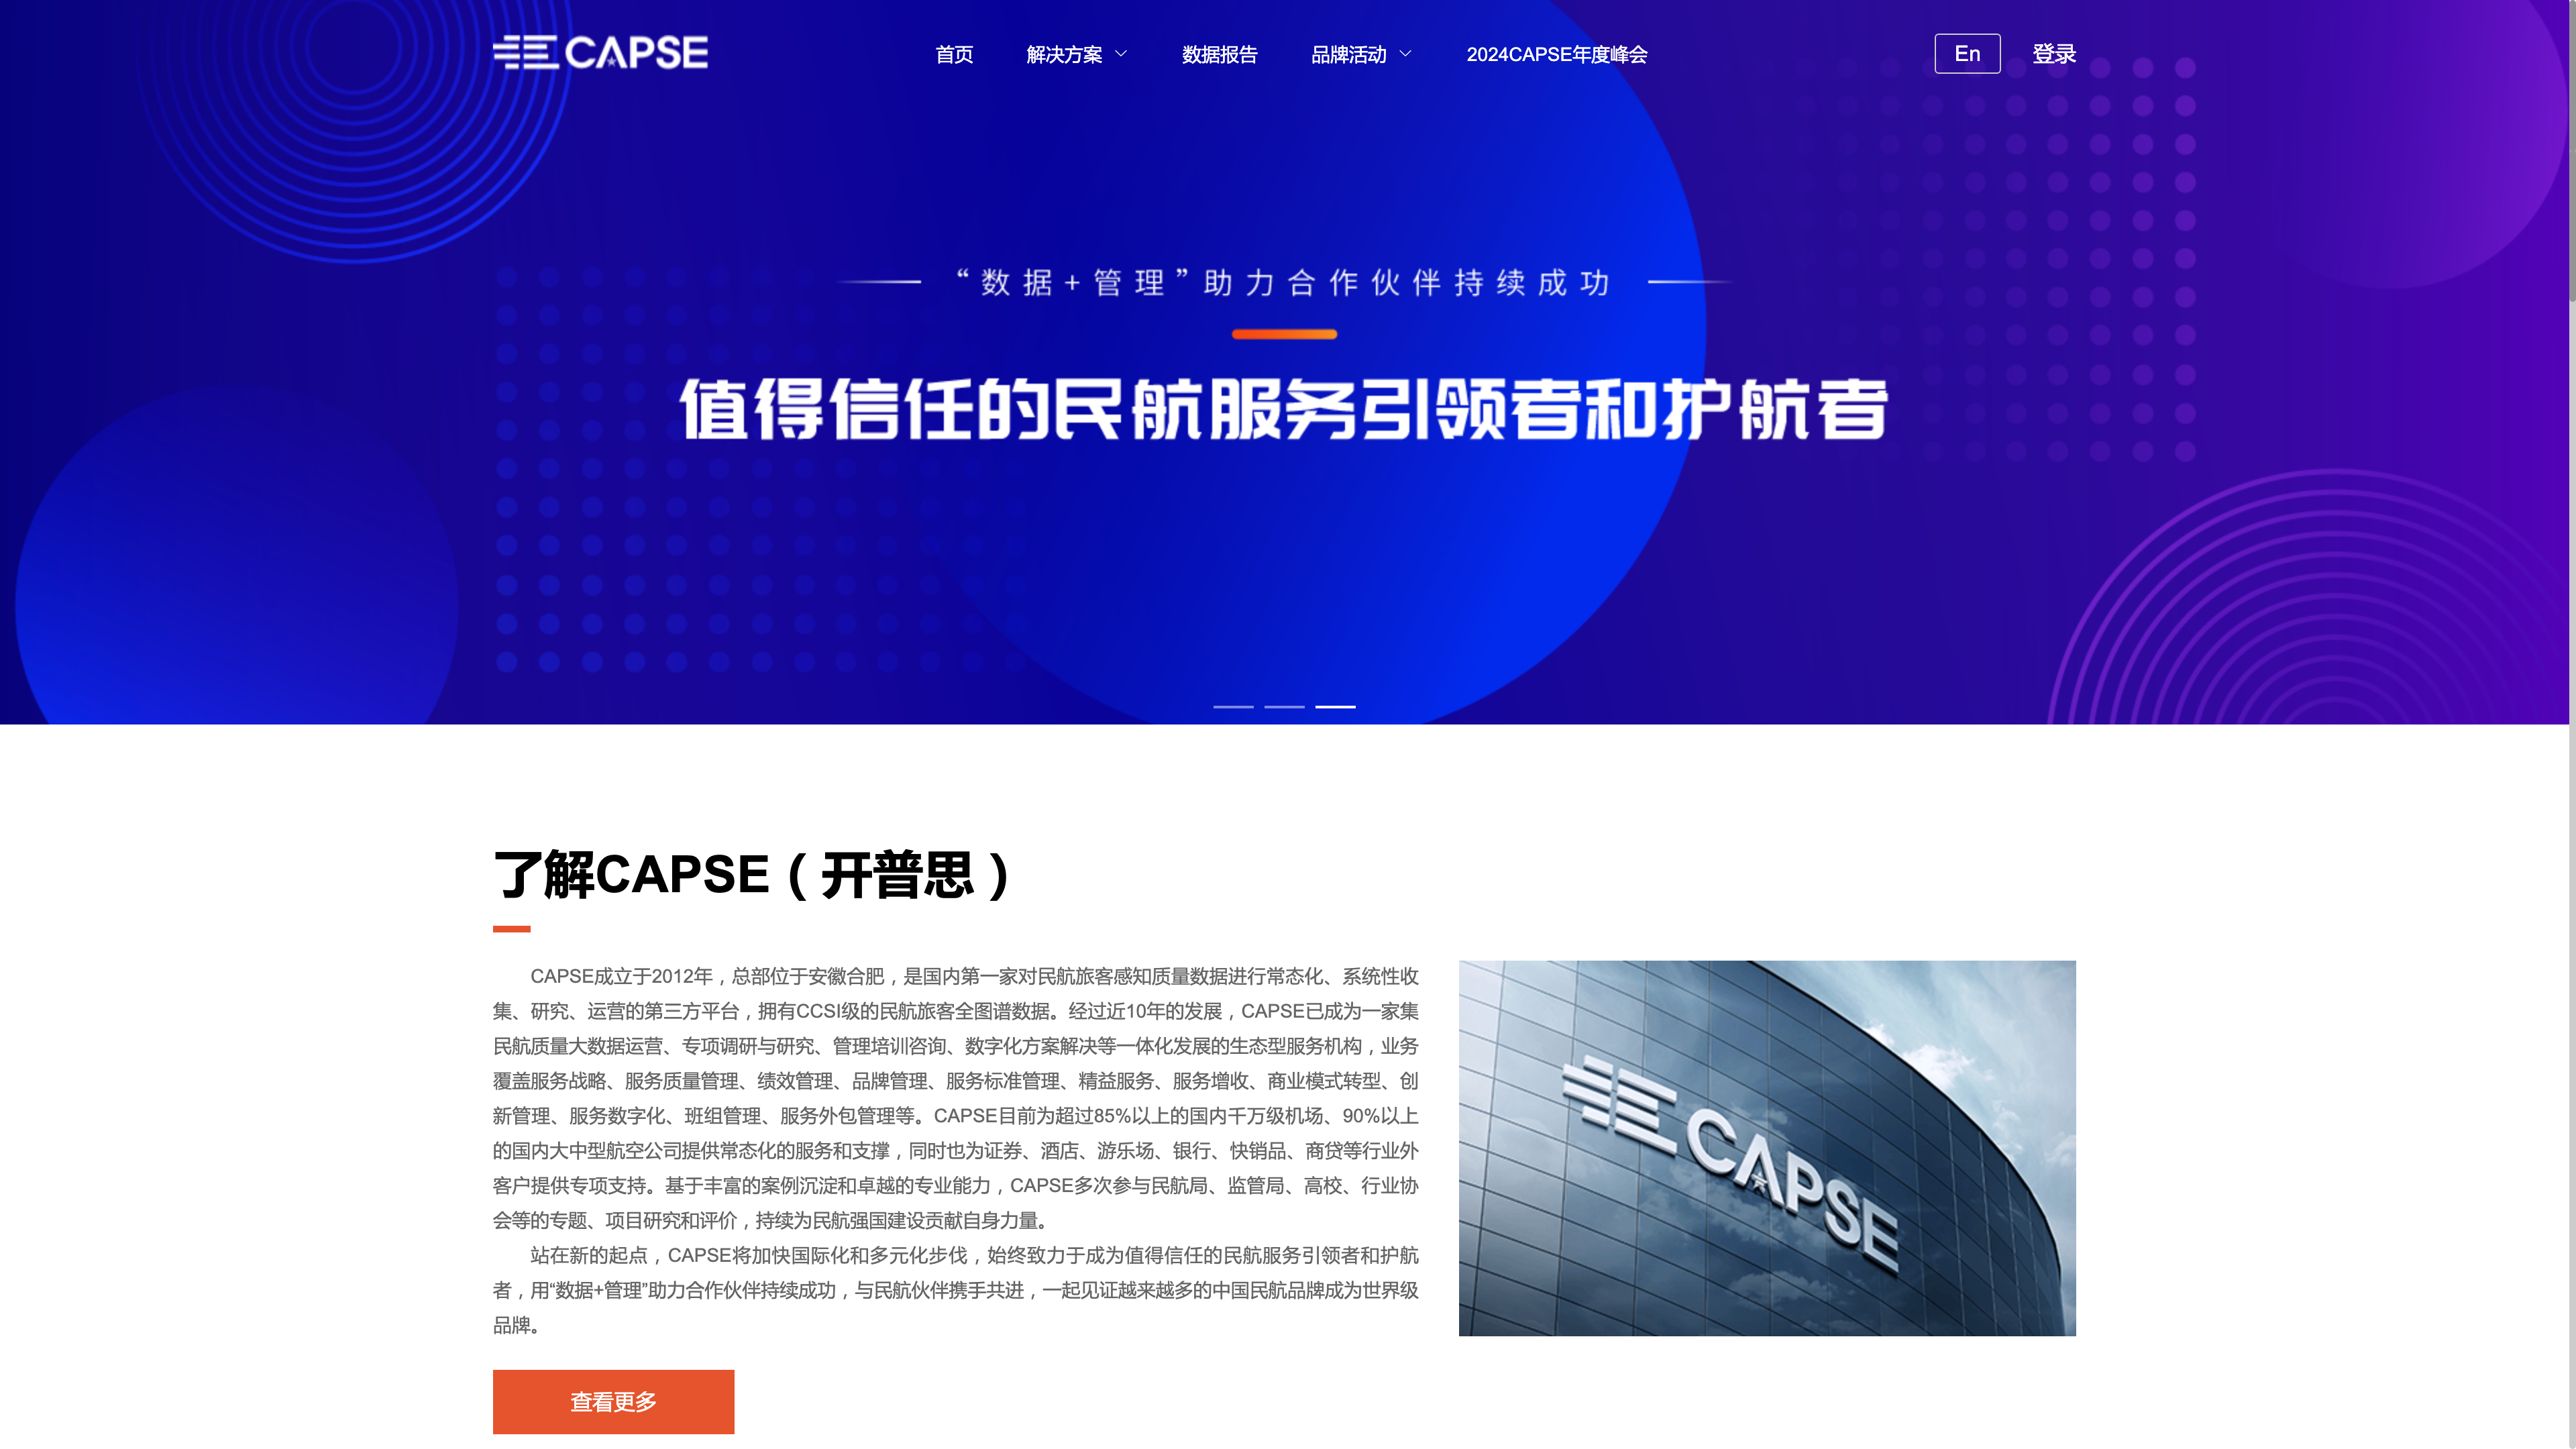 CAPSE
首页 解决方案 数据报告 品牌活动 2024CAPSE年度峰会 En 登录
“数据+管理”助力合作伙伴持续成功
值得信任的民航服务引领者和护航者
了解CAPSE（开普思）
CAPSE成立于2012年，总部位于安徽合肥，是国内第一家对民航旅客感知质量数据进行常态化、系统性收
集、研究、运营的第三方平台，拥有CCSI级的民航旅客全图谱数据。经过近10年的发展，CAPSE已成为一家集
民航质量大数据运营、专项调研与研究、管理培训咨询、数字化方案解决等一体化发展的生态型服务机构，业务
覆盖服务战略、服务质量管理、绩效管理、品牌管理、服务标准管理、精益服务、服务增收、商业模式转型、创
新管理、服务数字化、班组管理、服务外包管理等。CAPSE目前为超过85%以上的国内千万级机场、90%以上
的国内大中型航空公司提供常态化的服务和支撑，同时也为证券、酒店、游乐场、银行、快销品、商贷等行业外
客户提供专项支持。基于丰富的案例沉淀和卓越的专业能力，CAPSE多次参与民航局、监管局、高校、行业协
会等的专题、项目研究和评价，持续为民航强国建设贡献自身力量。
站在新的起点，CAPSE将加快国际化和多元化步伐，始终致力于成为值得信任的民航服务引领者和护航
者，用“数据+管理”助力合作伙伴持续成功，与民航伙伴携手共进，一起见证越来越多的中国民航品牌成为世界级
品牌。
CAPSE
查看更多